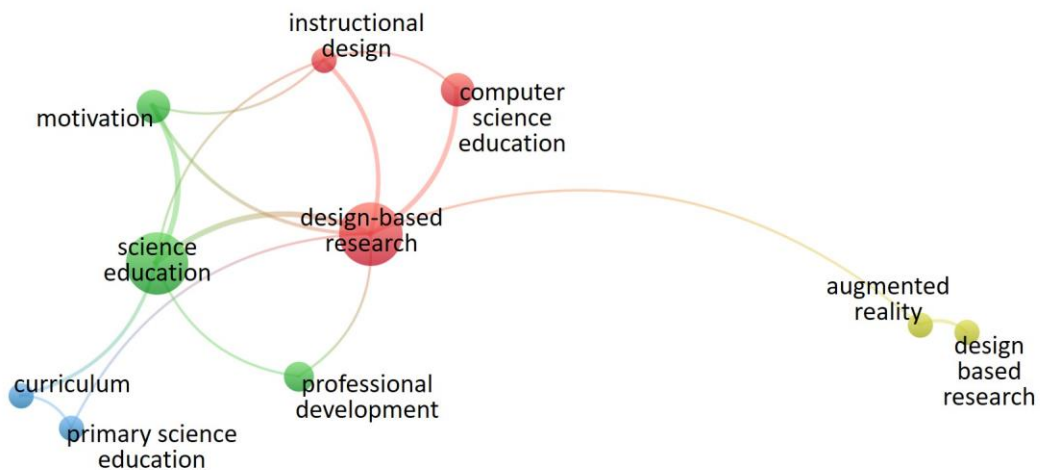 instructional
design
motivation
computer
science
education
design-based
research
science
education
augmented
reality
design
based
research
curriculum
professional
development
primary science
education